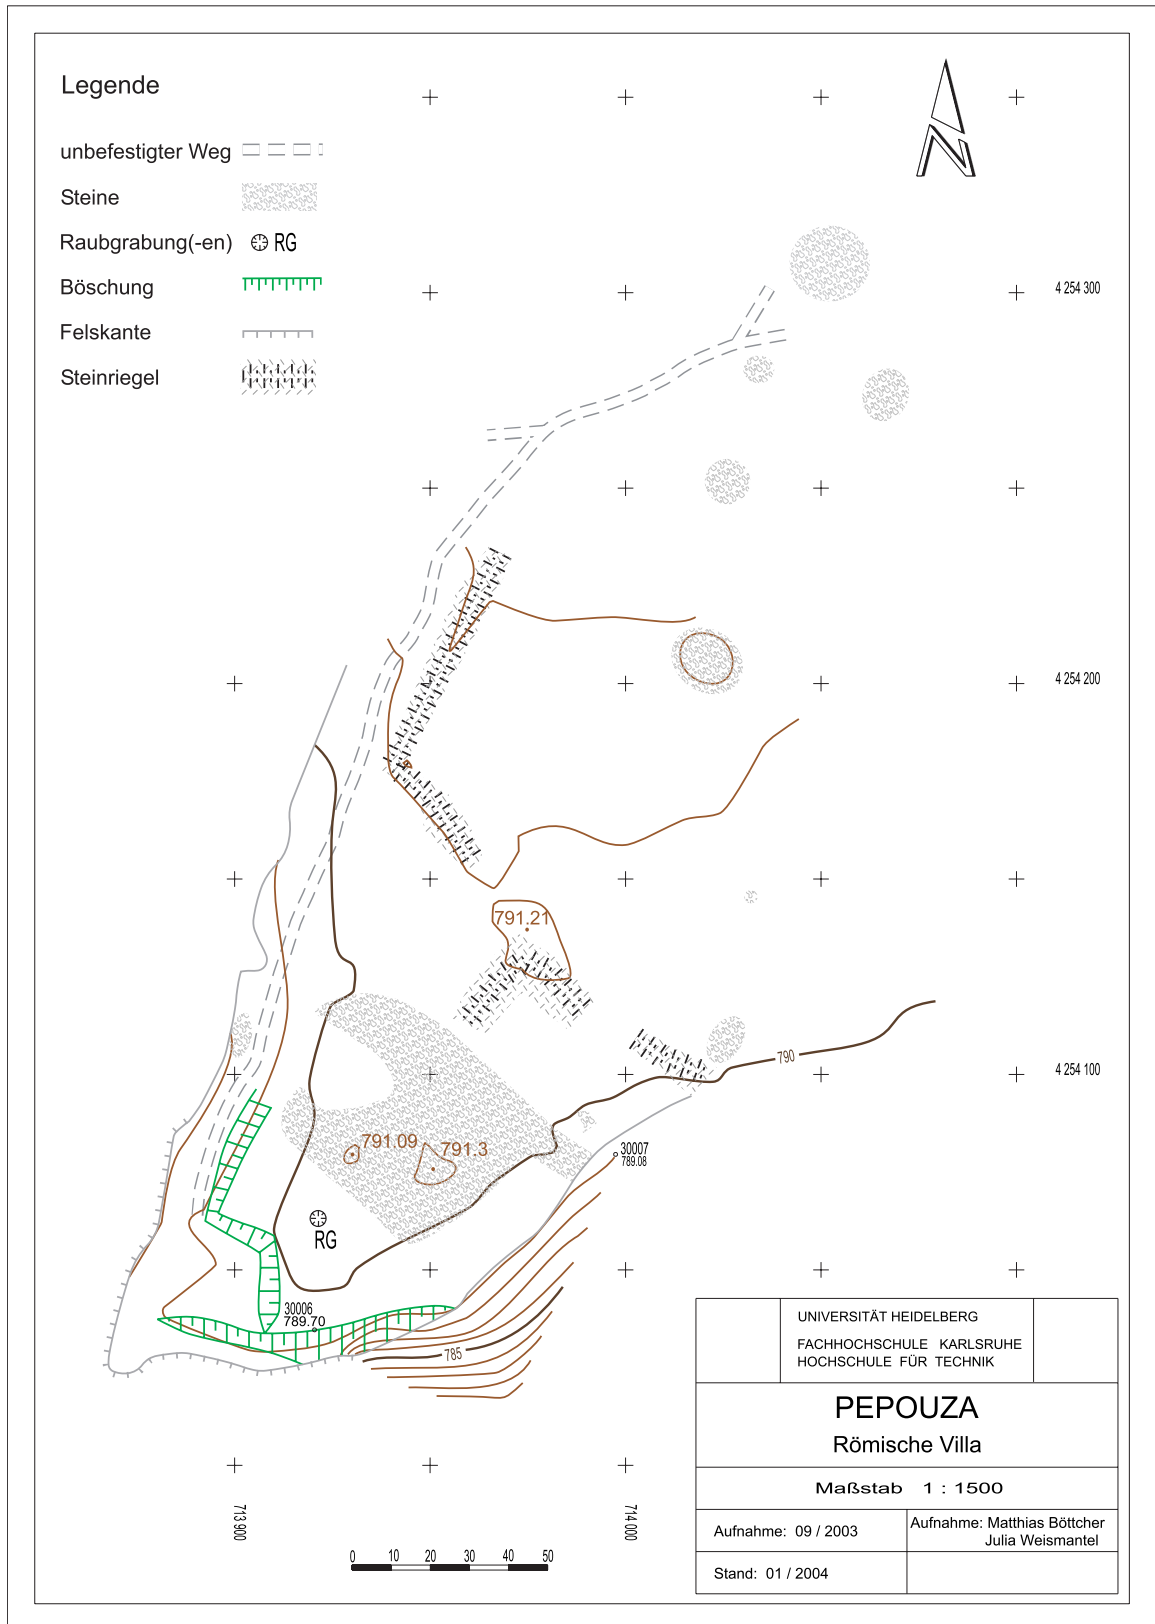 Legende
unbefestigter Weg
Steine
Raubgrabung(-en) RG
Böschung
Felskante
Steinriegel
N
4 254 300
4 254 200
791.21
790
4 254 100
791.09
791.3
30007
789.08
RG
30006
789.70
785
713 900
714 000
0 10 20 30 40 50
UNIVERSITÄT HEIDELBERG
FACHHOCHSCHULE KARLSRUHE
HOCHSCHULE FÜR TECHNIK
PEPOUZA
Römische Villa
Maßstab 1 : 1500
Aufnahme: 09 / 2003
Aufnahme: Matthias Böttcher
Julia Weismantel
Stand: 01 / 2004